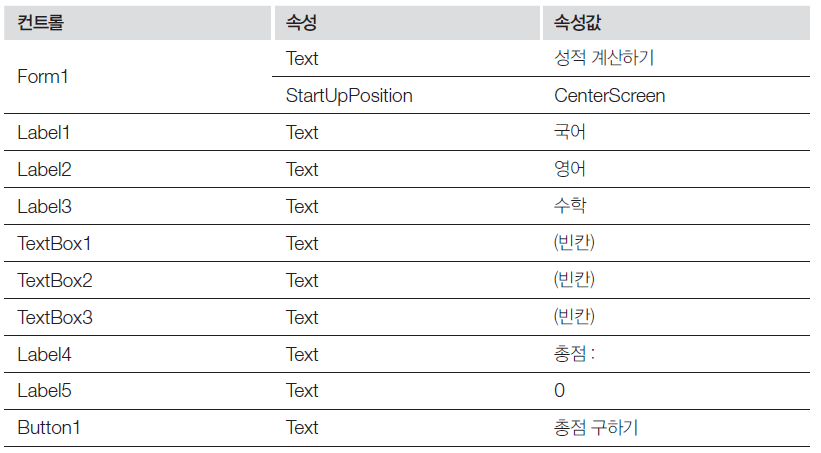 컨트롤 속성 속성값
Form1 Text 성적 계산하기
StartUpPosition CenterScreen
Label1 Text 국어
Label2 Text 영어
Label3 Text 수학
TextBox1 Text (빈칸)
TextBox2 Text (빈칸)
TextBox3 Text (빈칸)
Label4 Text 총점 :
Label5 Text 0
Button1 Text 총점 구하기